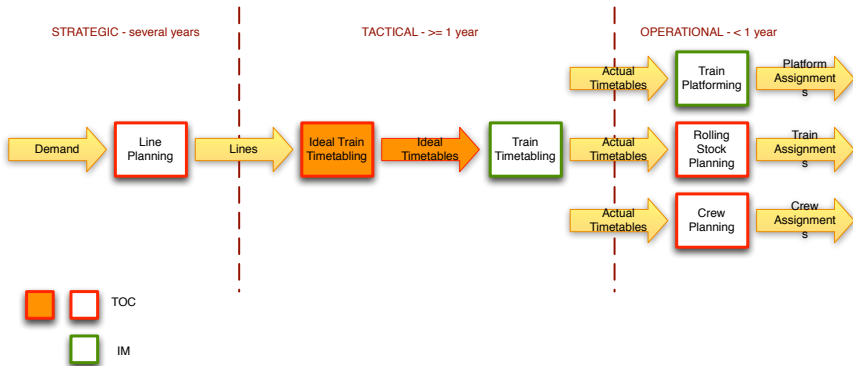 STRATEGIC - several years
TACTICAL - >= 1 year
OPERATIONAL - < 1 year
Actual
Timetables
Train
Platforming
Platform
Assignment
s
Demand
Line
Planning
Lines
Ideal Train
Timetabling
Ideal
Timetables
Train
Timetabling
Actual
Timetables
Rolling
Stock
Planning
Train
Assignment
s
Actual
Timetables
Crew
Planning
Crew
Assignment
s
TOC
IM